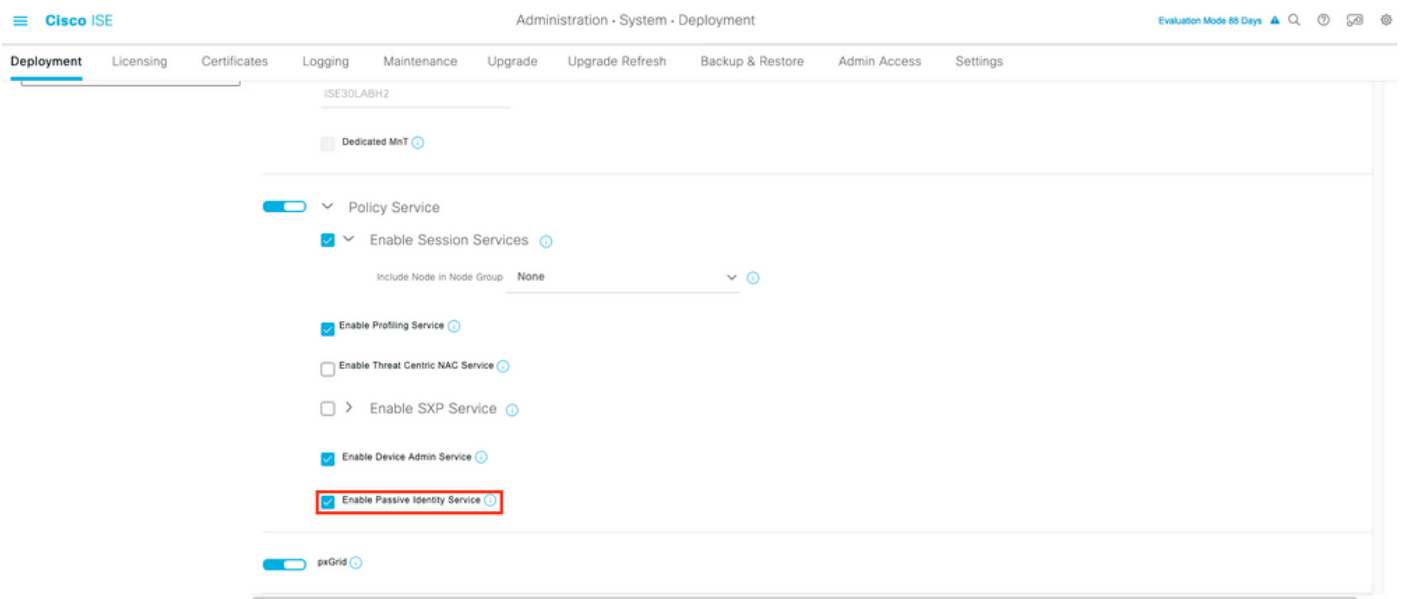 Cisco ISE
Administration · System · Deployment
Evaluation Mode 88 Days
Deployment Licensing Certificates Logging Maintenance Upgrade Upgrade Refresh Backup & Restore Admin Access Settings
ISE30LABH2
Dedicated MnT
Policy Service
Enable Session Services
Include Node in Node Group None
Enable Profiling Service
Enable Threat Centric NAC Service
Enable SXP Service
Enable Device Admin Service
Enable Passive Identity Service
pxGrid